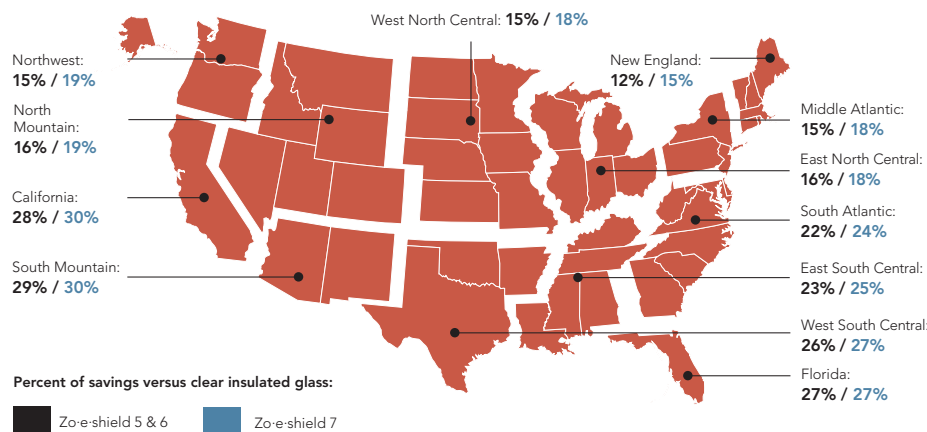 West North Central: 15% / 18%
Northwest:
15% / 19%
North
Mountain:
16% / 19%
California:
28% / 30%
South Mountain:
29% / 30%
New England:
12% / 15%
Middle Atlantic:
15% / 18%
East North Central:
16% / 18%
South Atlantic:
22% / 24%
East South Central:
23% / 25%
West South Central:
26% / 27%
Florida:
27% / 27%
Percent of savings versus clear insulated glass:
Zo·e·shield 5 & 6
Zo·e·shield 7